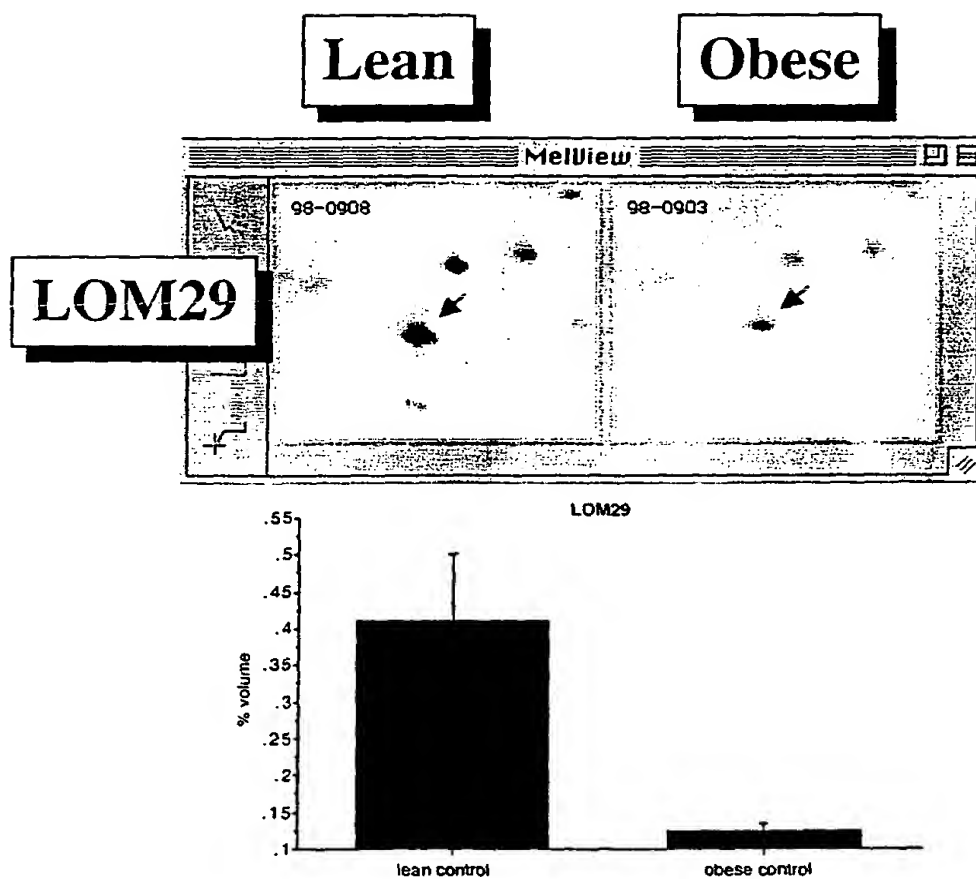 Lean
Obese
MelView
98-0908
98-0903
LOM29
LOM29
.55
.5
.45
.4
.35
.3
.25
.2
.15
.1
% volume
lean control
obese control